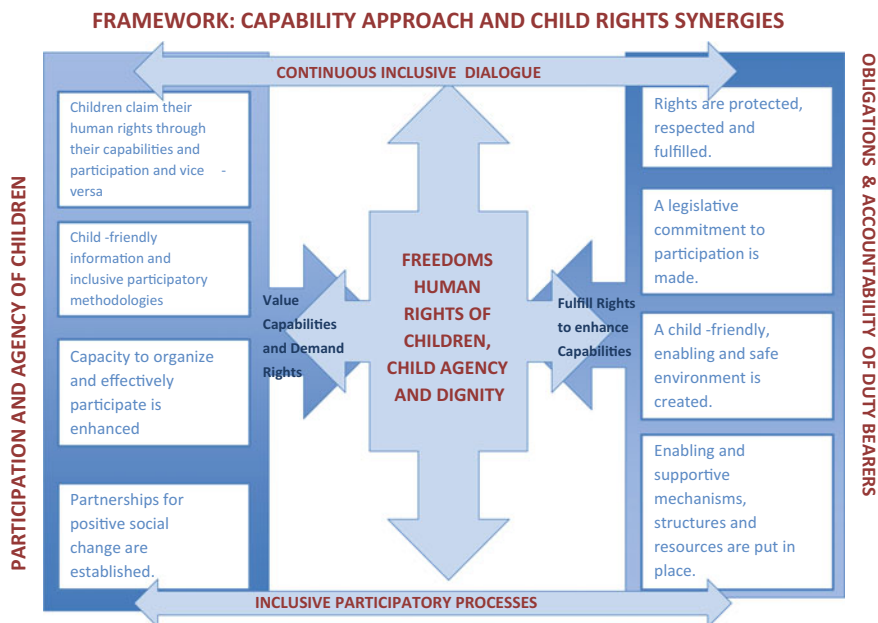 FRAMEWORK: CAPABILITY APPROACH AND CHILD RIGHTS SYNERGIES
CONTINUOUS INCLUSIVE DIALOGUE
PARTICIPATION AND AGENCY OF CHILDREN
Children claim their
human rights through
their capabilities and
participation and vice -
versa
Child -friendly
information and
inclusive participatory
methodologies
Capacity to organize
and effectively
participate is
enhanced
Partnerships for
positive social
change are
established.
Value
Capabilities
and Demand
Rights
FREEDOMS
HUMAN
RIGHTS OF
CHILDREN,
CHILD AGENCY
AND DIGNITY
Fulfill Rights
to enhance
Capabilities
Rights are protected,
respected and
fulfilled.
A legislative
commitment to
participation is
made.
A child -friendly,
enabling and safe
environment is
created.
Enabling and
supportive
mechanisms,
structures and
resources are put in
place.
OBLIGATIONS & ACCOUNTABILITY OF DUTY BEARERS
INCLUSIVE PARTICIPATORY PROCESSES